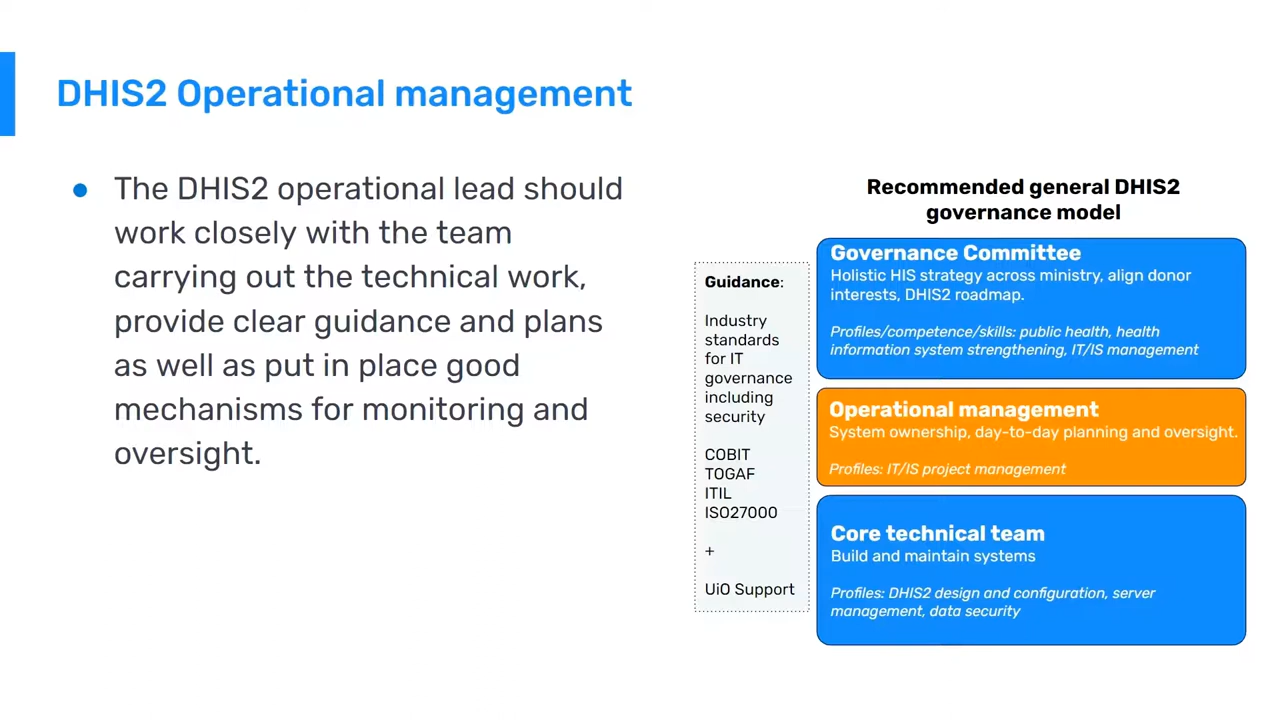 DHIS2 Operational management
● The DHIS2 operational lead should
work closely with the team
carrying out the technical work,
provide clear guidance and plans
as well as put in place good
mechanisms for monitoring and
oversight.
Recommended general DHIS2
governance model
Guidance:
Industry
standards
for IT
governance
including
security
COBIT
TOGAF
ITIL
ISO27000
+
UiO Support
Governance Committee
Holistic HIS strategy across ministry, align donor
interests, DHIS2 roadmap.
Profiles/competence/skills: public health, health
information system strengthening, IT/IS management
Operational management
System ownership, day-to-day planning and oversight.
Profiles: IT/IS project management
Core technical team
Build and maintain systems
Profiles: DHIS2 design and configuration, server
management, data security